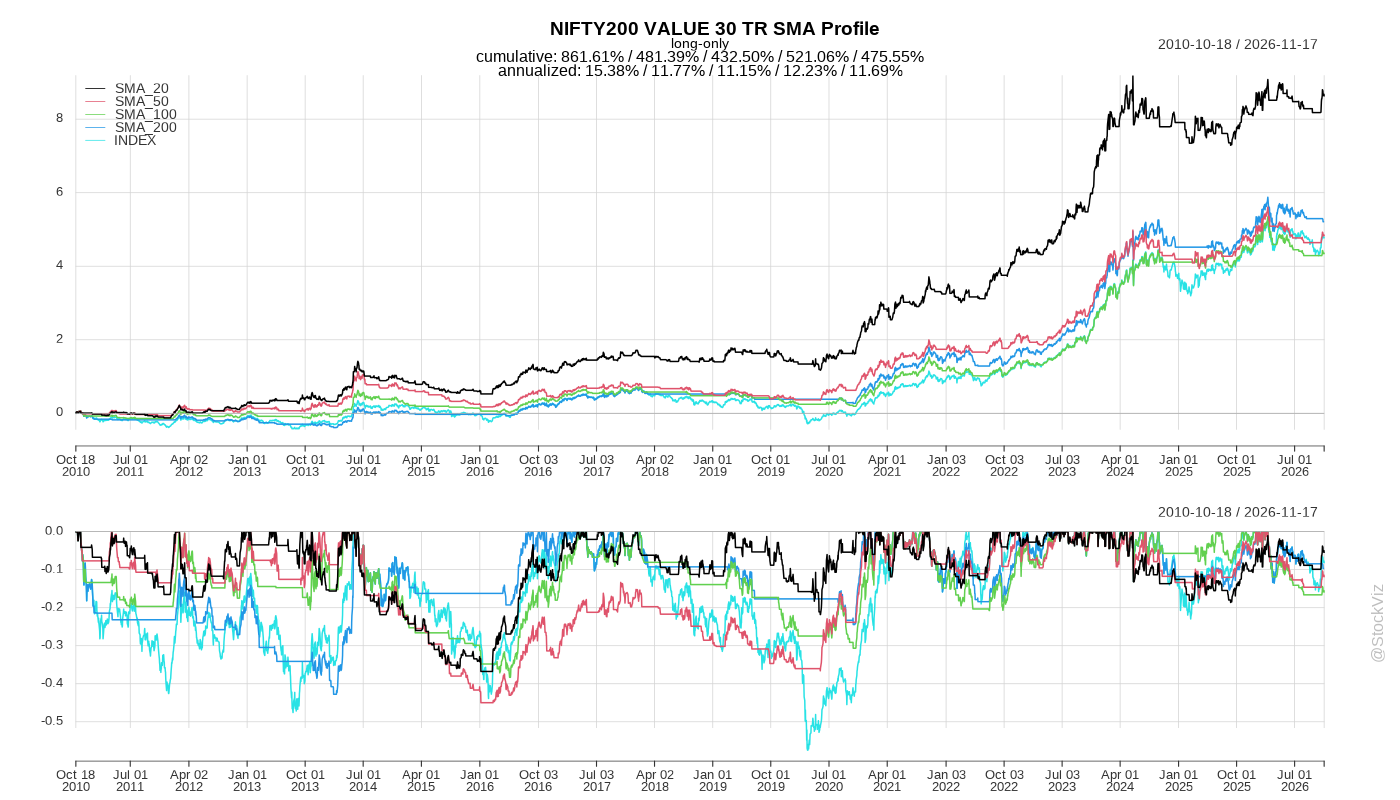 NIFTY200 VALUE 30 TR SMA Profile
long-only
2010-10-18 / 2026-11-17
cumulative: 861.61% / 481.39% / 432.50% / 521.06% / 475.55%
annualized: 15.38% / 11.77% / 11.15% / 12.23% / 11.69%
SMA_20
SMA_50
SMA_100
SMA_200
INDEX
8
6
4
2
0
Oct 18 Jul 01 Apr 02 Jan 01 Oct 01 Jul 01 Apr 01 Jan 01 Oct 03 Jul 03 Apr 02 Jan 01 Oct 01 Jul 01 Apr 01 Jan 03 Oct 03 Jul 03 Apr 01 Jan 01 Oct 01 Jul 01
2010 2011 2012 2013 2013 2014 2015 2016 2016 2017 2018 2019 2019 2020 2021 2022 2022 2023 2024 2025 2025 2026
2010-10-18 / 2026-11-17
0.0
-0.1
-0.2
-0.3
-0.4
-0.5
Oct 18 Jul 01 Apr 02 Jan 01 Oct 01 Jul 01 Apr 01 Jan 01 Oct 03 Jul 03 Apr 02 Jan 01 Oct 01 Jul 01 Apr 01 Jan 03 Oct 03 Jul 03 Apr 01 Jan 01 Oct 01 Jul 01
2010 2011 2012 2013 2013 2014 2015 2016 2016 2017 2018 2019 2019 2020 2021 2022 2022 2023 2024 2025 2025 2026
@StockViz